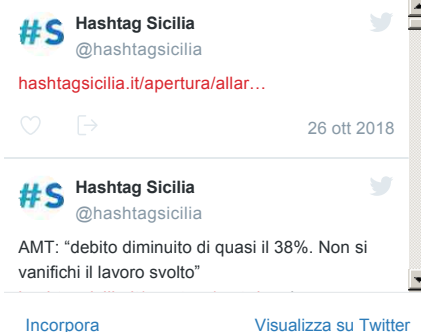 #S Hashtag Sicilia
@hashtagsicilia
hashtagsicilia.it/apertura/allar…
26 ott 2018
#S Hashtag Sicilia
@hashtagsicilia
AMT: “debito diminuito di quasi il 38%. Non si
vanifichi il lavoro svolto”
Incorpora Visualizza su Twitter